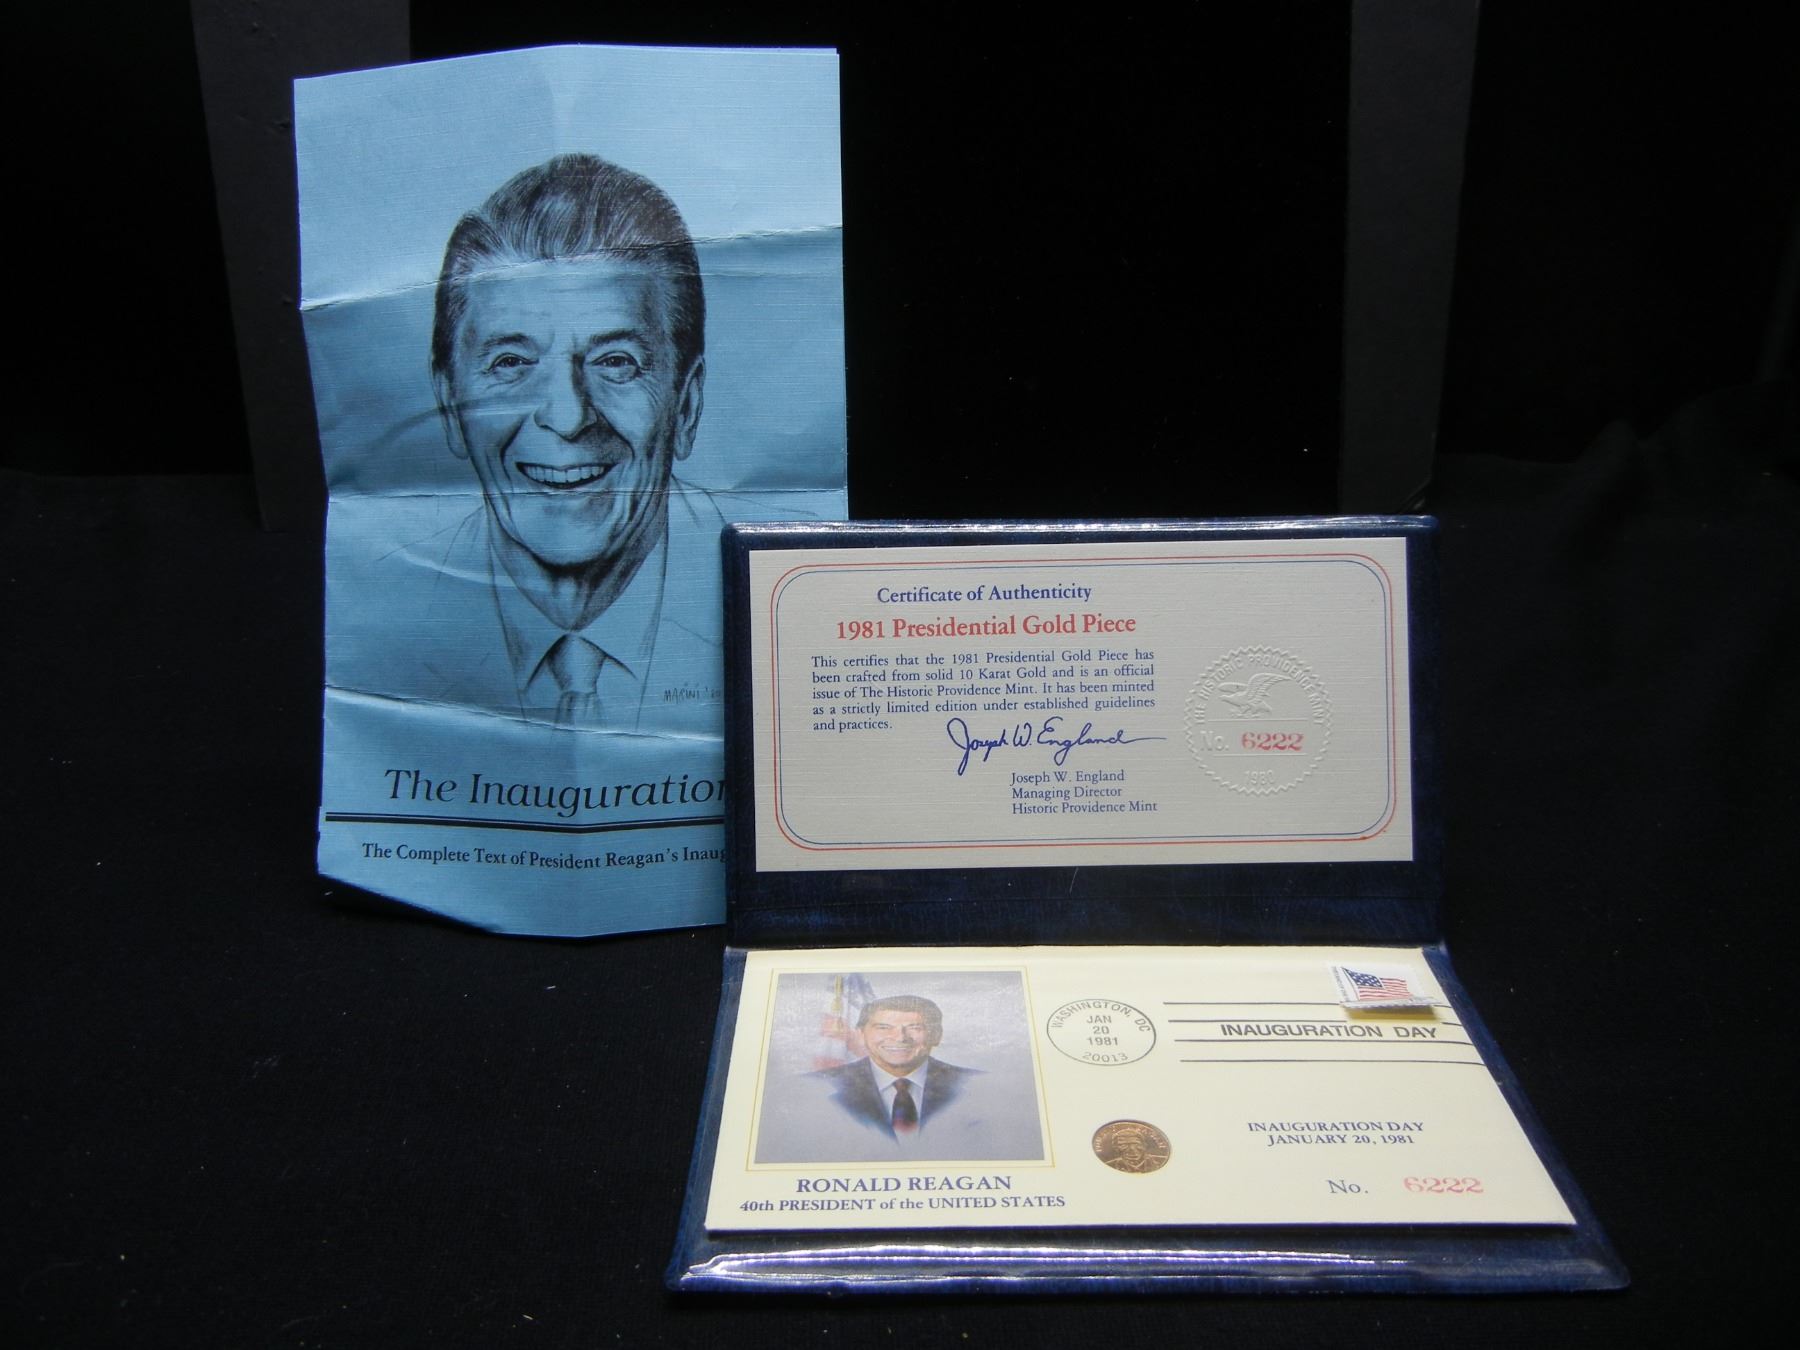 MARINI '80
The Inauguration
The Complete Text of President Reagan's Inaug
Certificate of Authenticity
1981 Presidential Gold Piece
This certifies that the 1981 Presidential Gold Piece has
been crafted from solid 10 Karat Gold and is an official
issue of The Historic Providence Mint. It has been minted
as a strictly limited edition under established guidelines
and practices.
Joseph W. England
Joseph W. England
Managing Director
Historic Providence Mint
THE HISTORIC PROVIDENCE MINT
No. 6222
1980
WASHINGTON, DC
JAN
20
1981
20013
INAUGURATION DAY
INAUGURATION DAY
JANUARY 20, 1981
No. 6222
RONALD REAGAN
40th PRESIDENT of the UNITED STATES